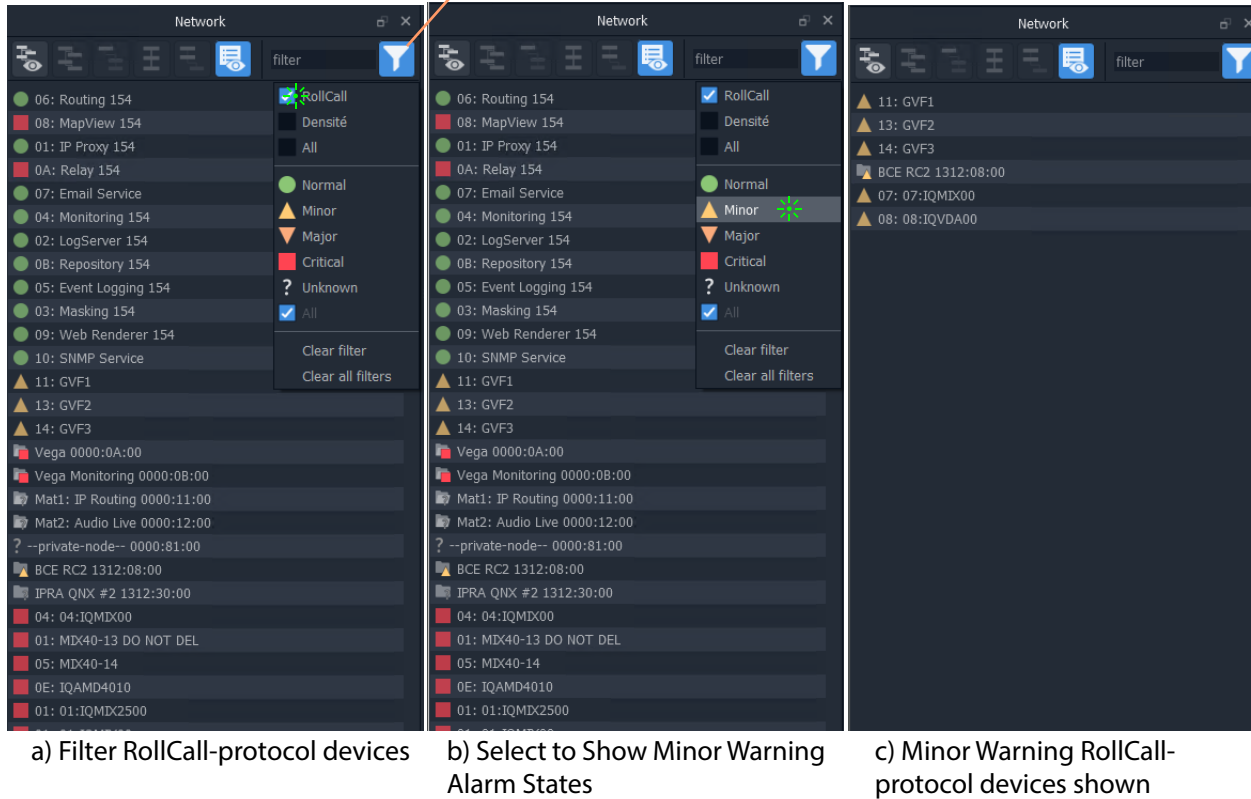 Network
filter
RollCall
Densité
All
Normal
Minor
Major
Critical
? Unknown
All
Clear filter
Clear all filters
06: Routing 154
08: MapView 154
01: IP Proxy 154
0A: Relay 154
07: Email Service
04: Monitoring 154
02: LogServer 154
0B: Repository 154
05: Event Logging 154
03: Masking 154
09: Web Renderer 154
10: SNMP Service
11: GVF1
13: GVF2
14: GVF3
Vega 0000:0A:00
Vega Monitoring 0000:0B:00
Mat1: IP Routing 0000:11:00
Mat2: Audio Live 0000:12:00
? --private-node-- 0000:81:00
BCE RC2 1312:08:00
IPRA QNX #2 1312:30:00
04: 04:IQMIX00
01: MIX40-13 DO NOT DEL
05: MIX40-14
0E: IQAMD4010
01: 01:IQMIX2500
a) Filter RollCall-protocol devices
Network
filter
RollCall
Densité
All
Normal
Minor
Major
Critical
? Unknown
All
Clear filter
Clear all filters
06: Routing 154
08: MapView 154
01: IP Proxy 154
0A: Relay 154
07: Email Service
04: Monitoring 154
02: LogServer 154
0B: Repository 154
05: Event Logging 154
03: Masking 154
09: Web Renderer 154
10: SNMP Service
11: GVF1
13: GVF2
14: GVF3
Vega 0000:0A:00
Vega Monitoring 0000:0B:00
Mat1: IP Routing 0000:11:00
Mat2: Audio Live 0000:12:00
? --private-node-- 0000:81:00
BCE RC2 1312:08:00
IPRA QNX #2 1312:30:00
04: 04:IQMIX00
01: MIX40-13 DO NOT DEL
05: MIX40-14
0E: IQAMD4010
01: 01:IQMIX2500
b) Select to Show Minor Warning
Alarm States
Network
filter
11: GVF1
13: GVF2
14: GVF3
BCE RC2 1312:08:00
07: 07:IQMIX00
08: 08:IQVDA00
c) Minor Warning RollCall-
protocol devices shown